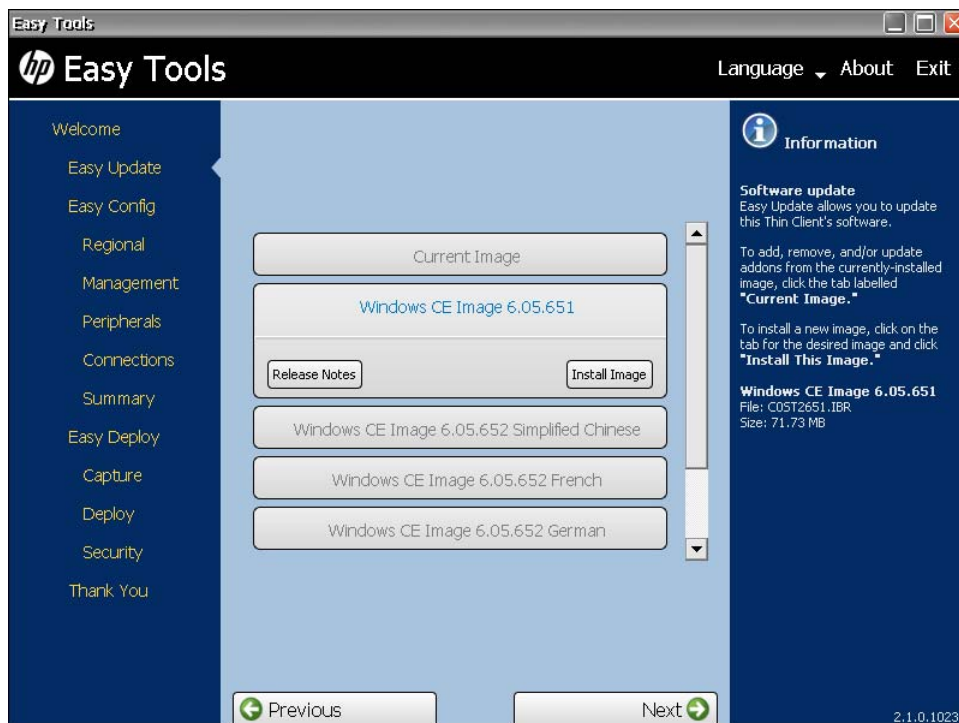 Easy Tools
hp Easy Tools
Language About Exit
Welcome
Easy Update
Easy Config
Regional
Management
Peripherals
Connections
Summary
Easy Deploy
Capture
Deploy
Security
Thank You
Current Image
Windows CE Image 6.05.651
Release Notes
Install Image
Windows CE Image 6.05.652 Simplified Chinese
Windows CE Image 6.05.652 French
Windows CE Image 6.05.652 German
Previous
Next
Information
Software update
Easy Update allows you to update
this Thin Client's software.
To add, remove, and/or update
addons from the currently-installed
image, click the tab labelled
"Current Image."
To install a new image, click on the
tab for the desired image and click
"Install This Image."
Windows CE Image 6.05.651
File: C0ST2651.IBR
Size: 71.73 MB
2.1.0.1023